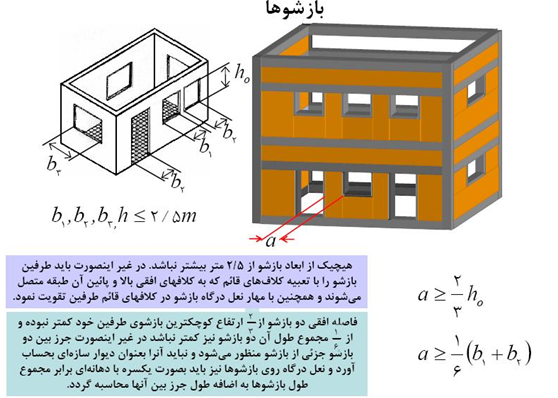 بازشوها
h₀
b₁
b₂
b₃
b₂
b₁, b₂, b₃, h ≤ ۲/۵m
a
هیچیک از ابعاد بازشو از ۲/۵ متر بیشتر نباشد. در غیر اینصورت باید طرفین
بازشو را با تعبیه کلاف‌های قائم که به کلافهای افقی بالا و پائین آن طبقه متصل
می‌شوند و همچنین با مهار نعل درگاه بازشو در کلافهای قائم طرفین تقویت نمود.
فاصله افقی دو بازشو از ۲/۳ ارتفاع کوچکترین بازشوی طرفین خود کمتر نبوده و
از ۱/۶ مجموع طول آن دو بازشو نیز کمتر نباشد در غیر اینصورت جرز بین دو
بازشو جزئی از بازشو منظور می‌شود و نباید آنرا بعنوان دیوار سازه‌ای بحساب
آورد و نعل درگاه روی بازشوها نیز باید بصورت یکسره با دهانه‌ای برابر مجموع
طول بازشوها به اضافه طول جرز بین آنها محاسبه گردد.
a ≥ ۲/۳ h₀
a ≥ ۱/۶ (b₁ + b₂)